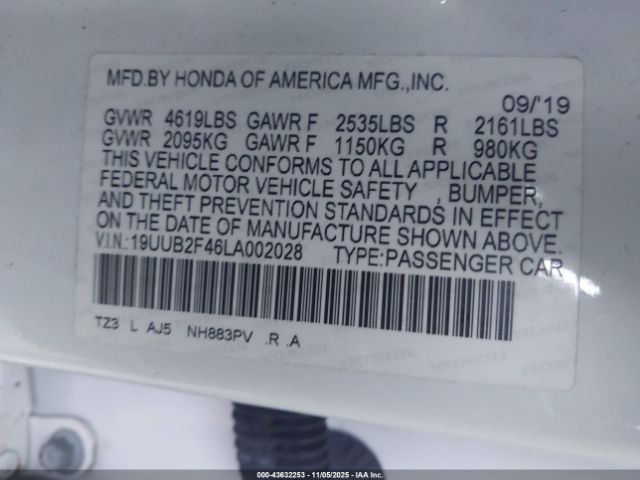 MFD.BY HONDA OF AMERICA MFG.,INC.
09/'19
GVWR 4619LBS GAWR F 2535LBS R 2161LBS
GVWR 2095KG GAWR F 1150KG R 980KG
THIS VEHICLE CONFORMS TO ALL APPLICABLE
FEDERAL MOTOR VEHICLE SAFETY , BUMPER,
AND THEFT PREVENTION STANDARDS IN EFFECT
ON THE DATE OF MANUFACTURE SHOWN ABOVE.
V.I.N.:19UUB2F46LA002028 TYPE:PASSENGER CAR
TZ3 L AJ5 NH883PV .R .A
HONDA HONDA
000-43632253 - 11/05/2025 - IAA Inc.